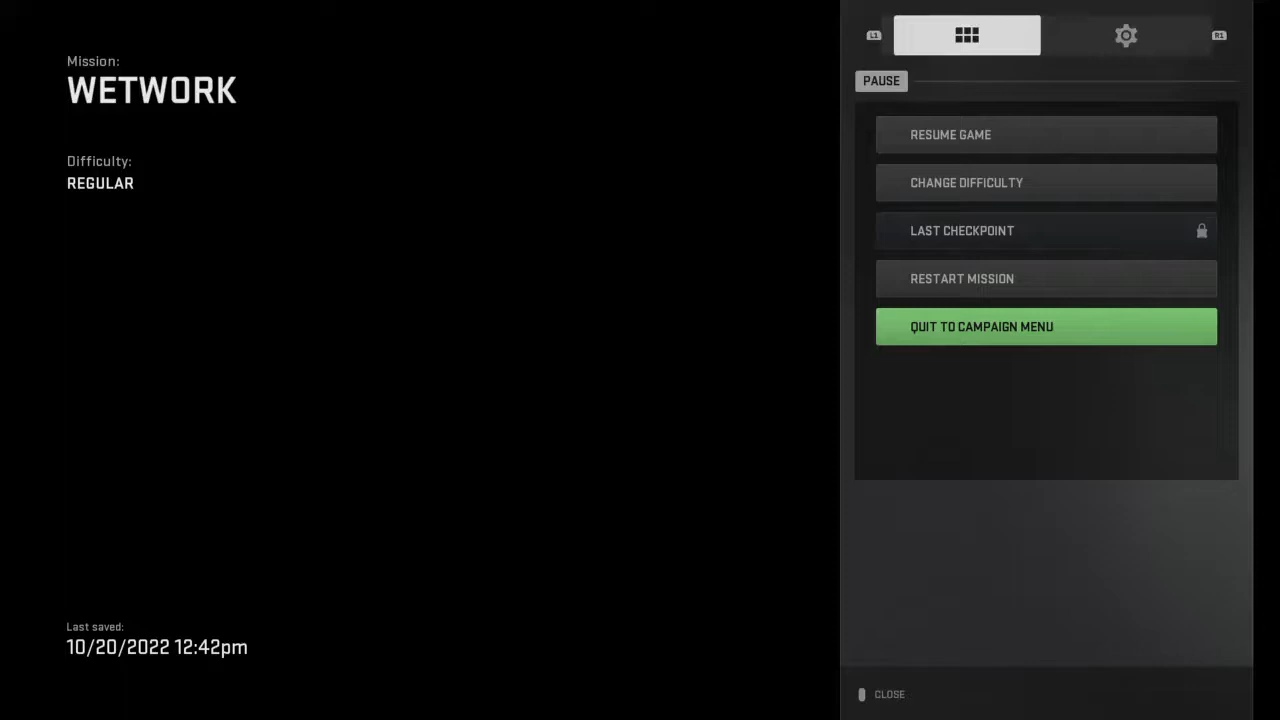 Mission:
WETWORK
Difficulty:
REGULAR
Last saved:
10/20/2022 12:42pm
L1
R1
PAUSE
RESUME GAME
CHANGE DIFFICULTY
LAST CHECKPOINT
RESTART MISSION
QUIT TO CAMPAIGN MENU
CLOSE